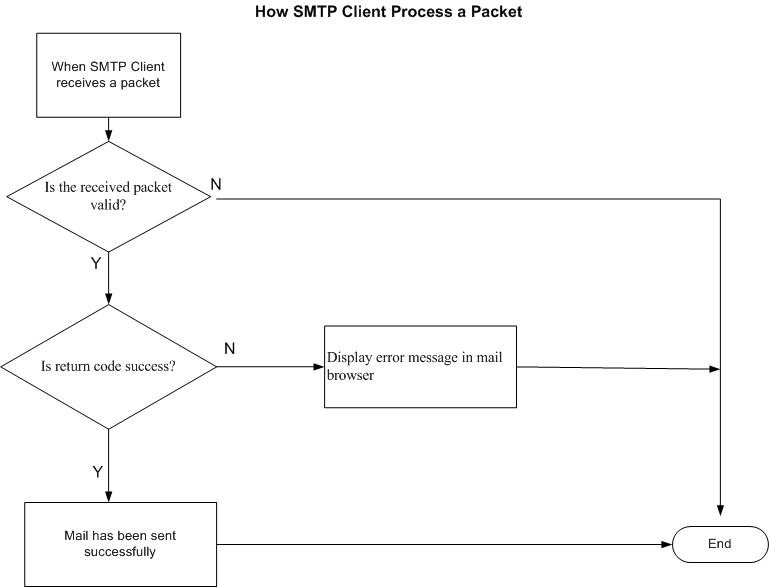 How SMTP Client Process a Packet
When SMTP Client
receives a packet
Is the received packet
valid?
N
Y
Is return code success?
N
Display error message in mail
browser
Y
Mail has been sent
successfully
End